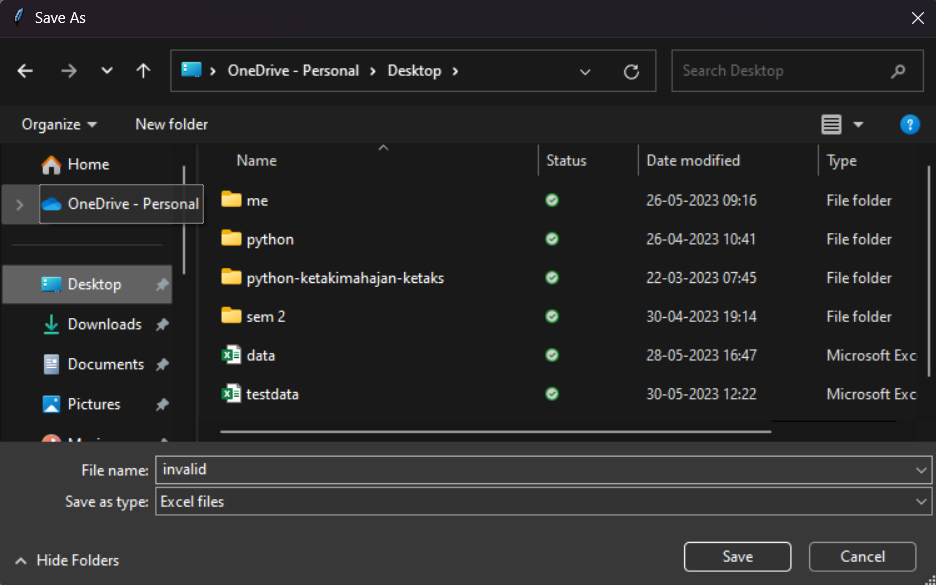 Save As
OneDrive - Personal Desktop
Search Desktop
Organize New folder
Name Status Date modified Type
Home
OneDrive - Personal
Desktop
Downloads
Documents
Pictures
me 26-05-2023 09:16 File folder
python 26-04-2023 10:41 File folder
python-ketakimahajan-ketaks 22-03-2023 07:45 File folder
sem 2 30-04-2023 19:14 File folder
data 28-05-2023 16:47 Microsoft Exc
testdata 30-05-2023 12:22 Microsoft Exc
File name: invalid
Save as type: Excel files
Hide Folders
Save Cancel